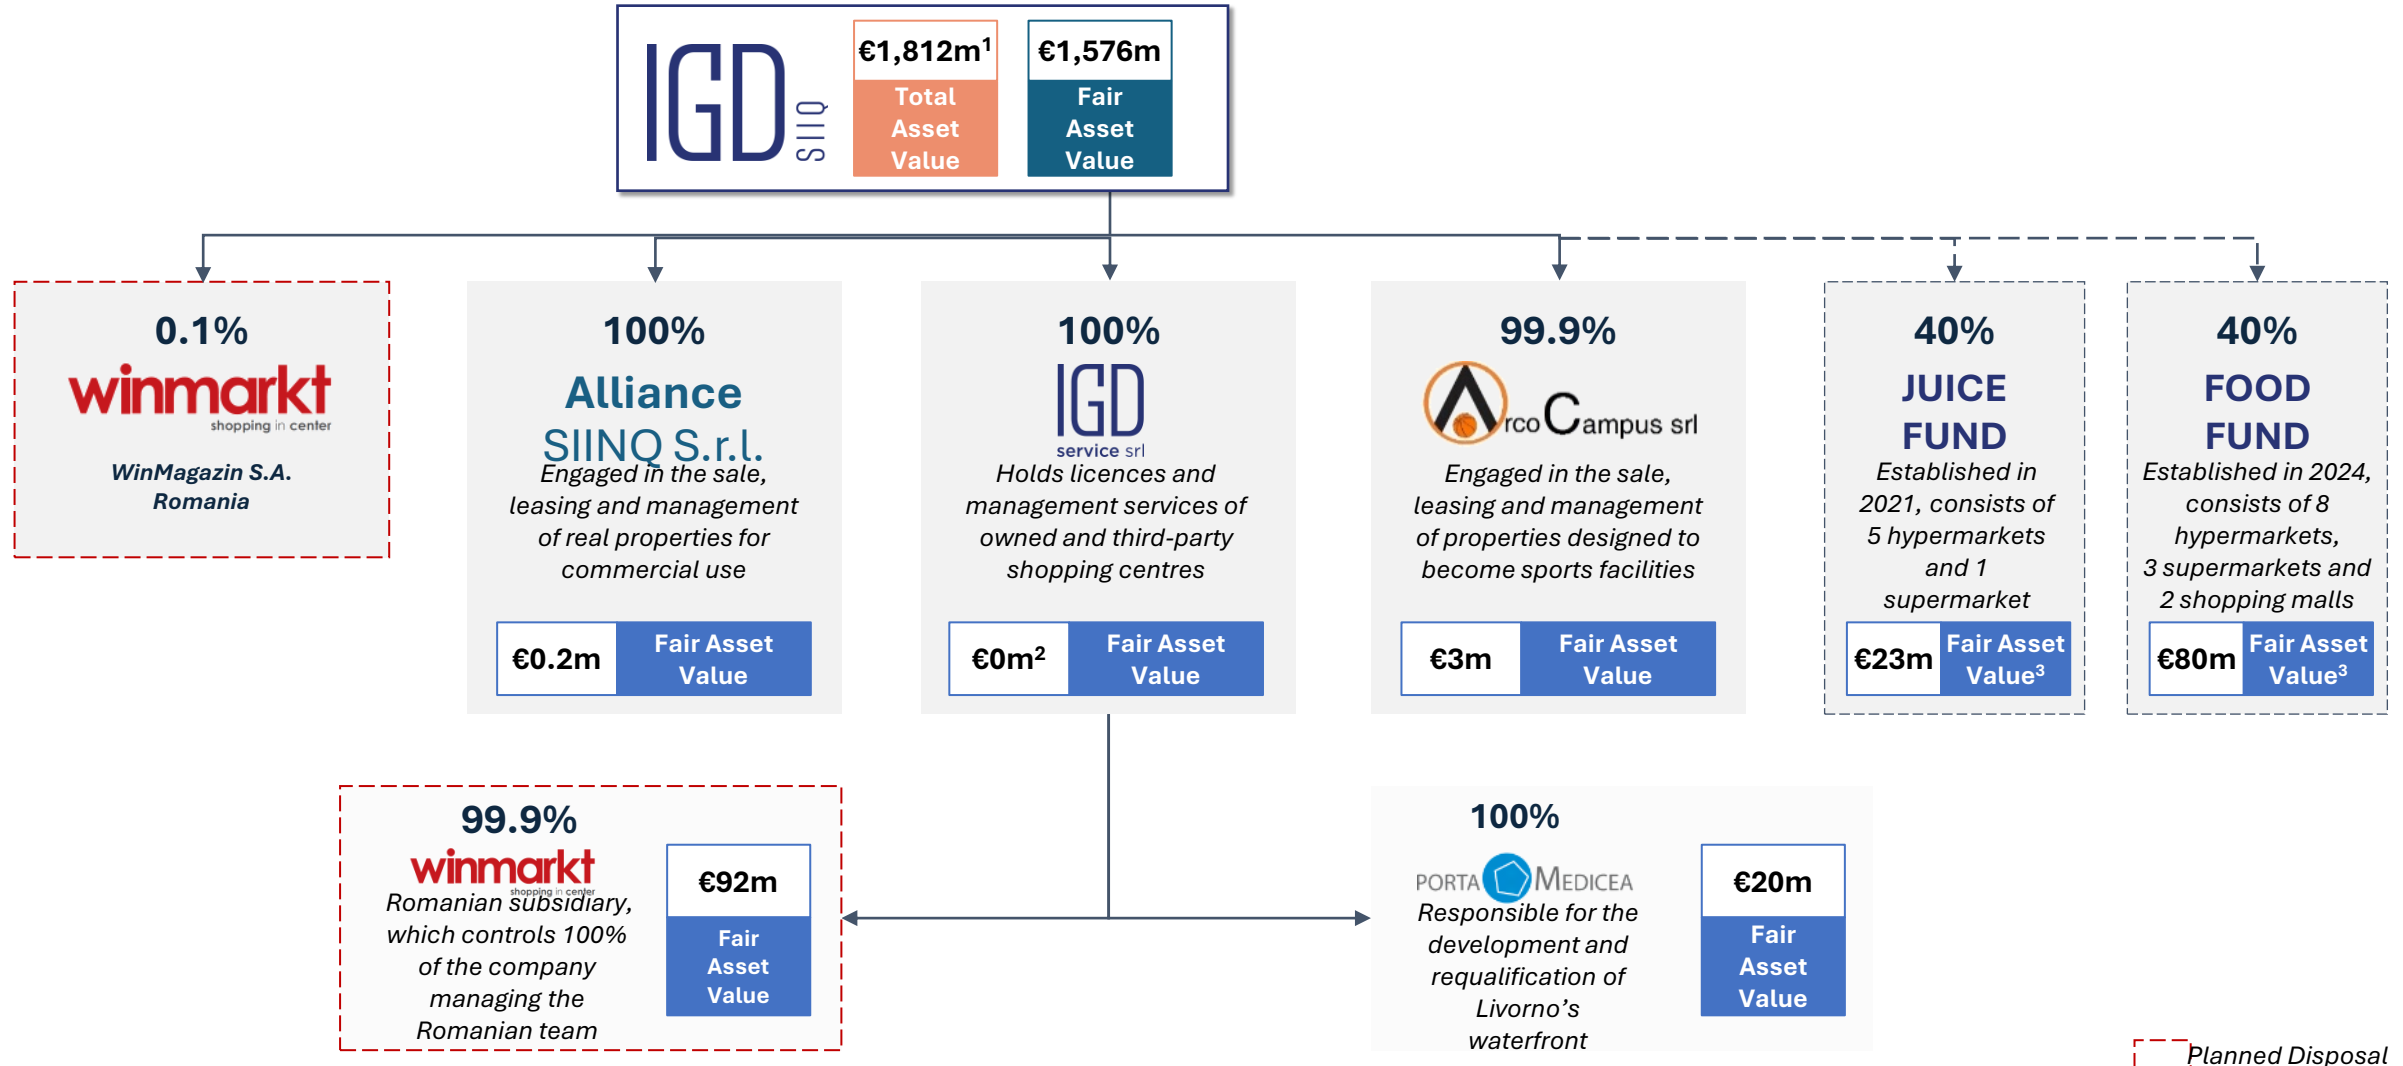 IGD
SIIQ
€1,812m¹
Total
Asset
Value
€1,576m
Fair
Asset
Value
0.1%
winmarkt
shopping in center
WinMagazin S.A.
Romania
100%
Alliance
SIINQ S.r.l.
Engaged in the sale,
leasing and management
of real properties for
commercial use
€0.2m
Fair Asset
Value
100%
IGD
service srl
Holds licences and
management services of
owned and third-party
shopping centres
€0m²
Fair Asset
Value
99.9%
Arco Campus srl
Engaged in the sale,
leasing and management
of properties designed to
become sports facilities
€3m
Fair Asset
Value
40%
JUICE
FUND
Established in
2021, consists of
5 hypermarkets
and 1
supermarket
€23m
Fair Asset
Value³
40%
FOOD
FUND
Established in 2024,
consists of 8
hypermarkets,
3 supermarkets and
2 shopping malls
€80m
Fair Asset
Value³
99.9%
winmarkt
shopping in center
Romanian subsidiary,
which controls 100%
of the company
managing the
Romanian team
€92m
Fair
Asset
Value
100%
PORTA MEDICEA
Responsible for the
development and
requalification of
Livorno’s
waterfront
€20m
Fair
Asset
Value
Planned Disposal